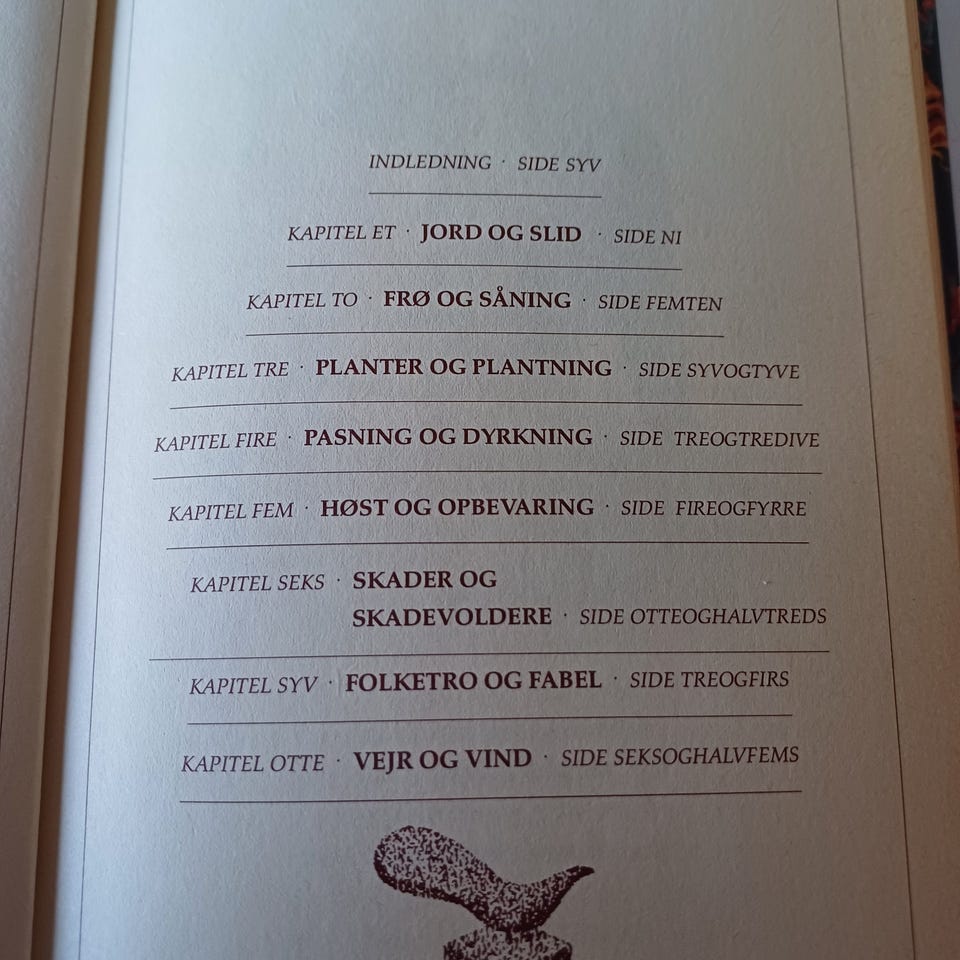 INDLEDNING · SIDE SYV
KAPITEL ET · JORD OG SLID · SIDE NI
KAPITEL TO · FRØ OG SÅNING · SIDE FEMTEN
KAPITEL TRE · PLANTER OG PLANTNING · SIDE SYVOGTYVE
KAPITEL FIRE · PASNING OG DYRKNING · SIDE TREOGTREDIVE
KAPITEL FEM · HØST OG OPBEVARING · SIDE FIREOGFYRRE
KAPITEL SEKS · SKADER OG
SKADEVOLDERE · SIDE OTTEOGHALVTREDS
KAPITEL SYV · FOLKETRO OG FABEL · SIDE TREOGFIRS
KAPITEL OTTE · VEJR OG VIND · SIDE SEKSOGHALVFEMS